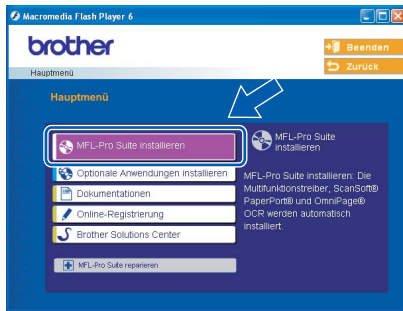 Macromedia Flash Player 6
brother
Beenden
Hauptmenü
Zurück
Hauptmenü
MFL-Pro Suite installieren
Optionale Anwendungen installieren
Dokumentationen
Online-Registrierung
Brother Solutions Center
MFL-Pro Suite reparieren
MFL-Pro Suite
installieren
MFL-Pro Suite installieren: Die
Multifunktionstreiber, ScanSoft®
PaperPort® und OmniPage®
OCR werden automatisch
installiert.